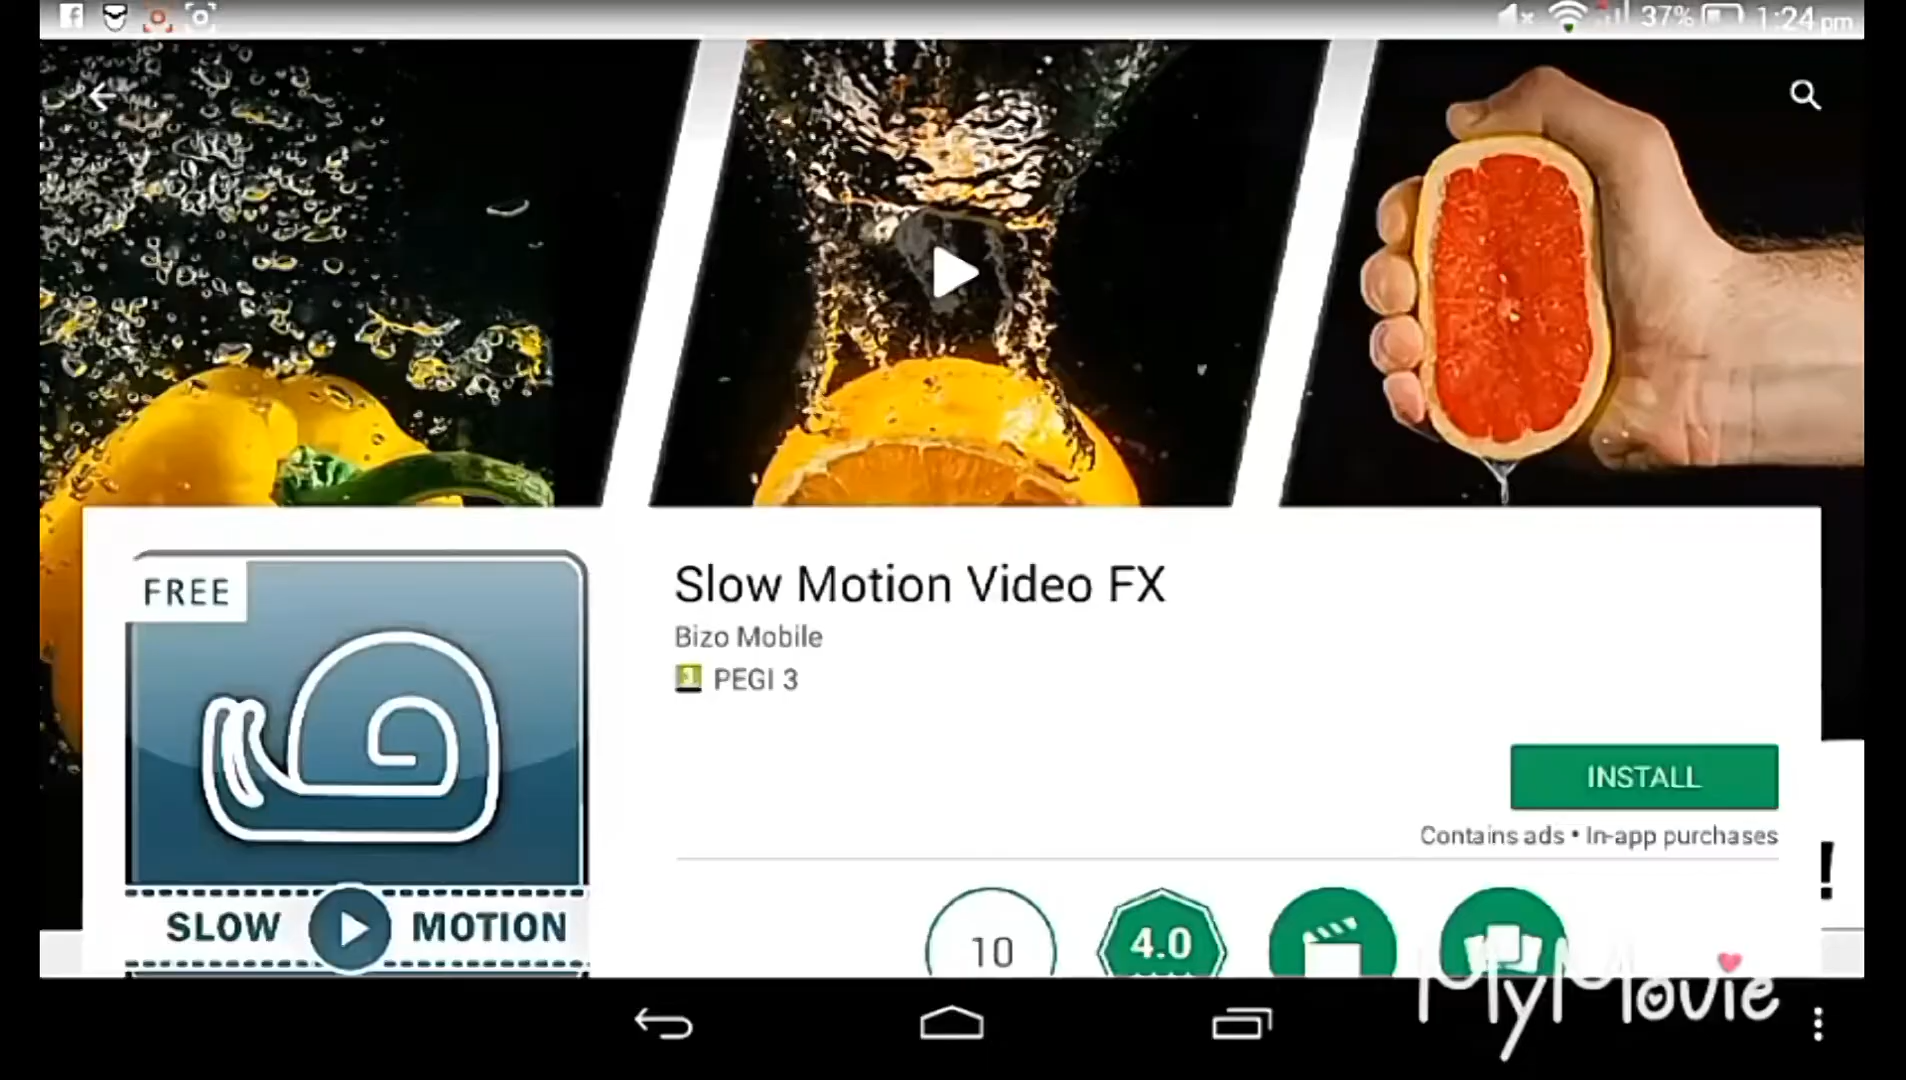 37% 1:24 pm
FREE
Slow Motion Video FX
Bizo Mobile
3 PEGI 3
INSTALL
Contains ads • In-app purchases
!
SLOW MOTION
10
4.0
MyMovie